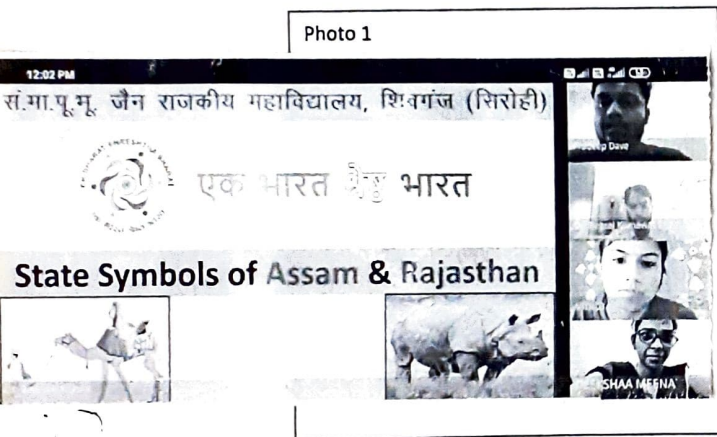 Photo 1
12:02 PM
सं.मा.पू.मू. जैन राजकीय महाविद्यालय, शिवगंज (सिरोही)
एक भारत श्रेष्ठ भारत
State Symbols of Assam & Rajasthan
Dave
MEENA